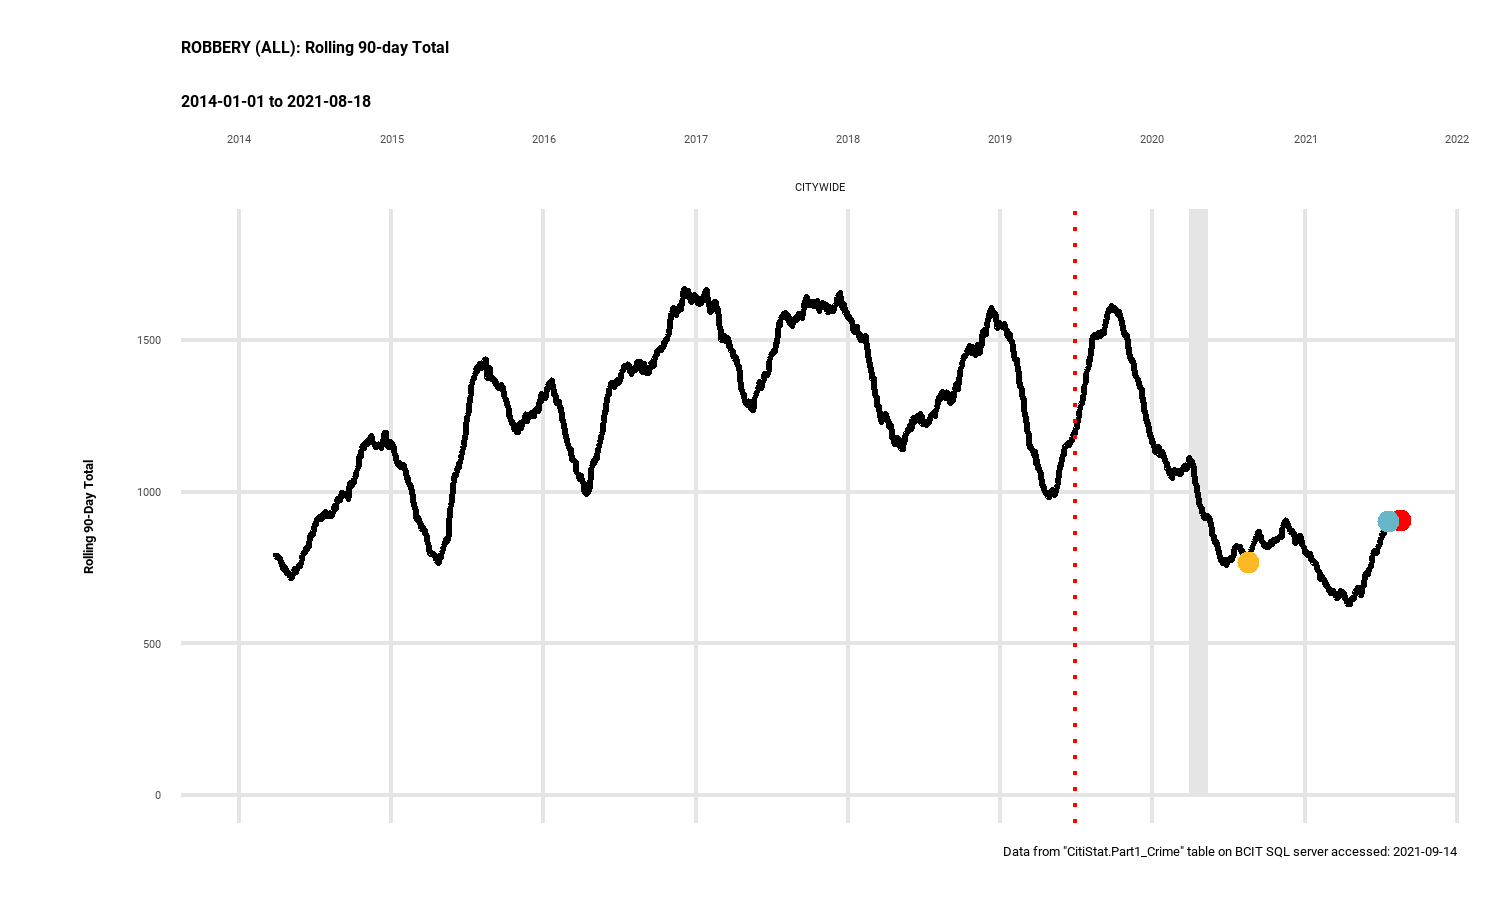 ROBBERY (ALL): Rolling 90-day Total
2014-01-01 to 2021-08-18
2014 2015 2016 2017 2018 2019 2020 2021 2022
CITYWIDE
1500
1000
500
0
Rolling 90-Day Total
Data from "CitiStat.Part1_Crime" table on BCIT SQL server accessed: 2021-09-14